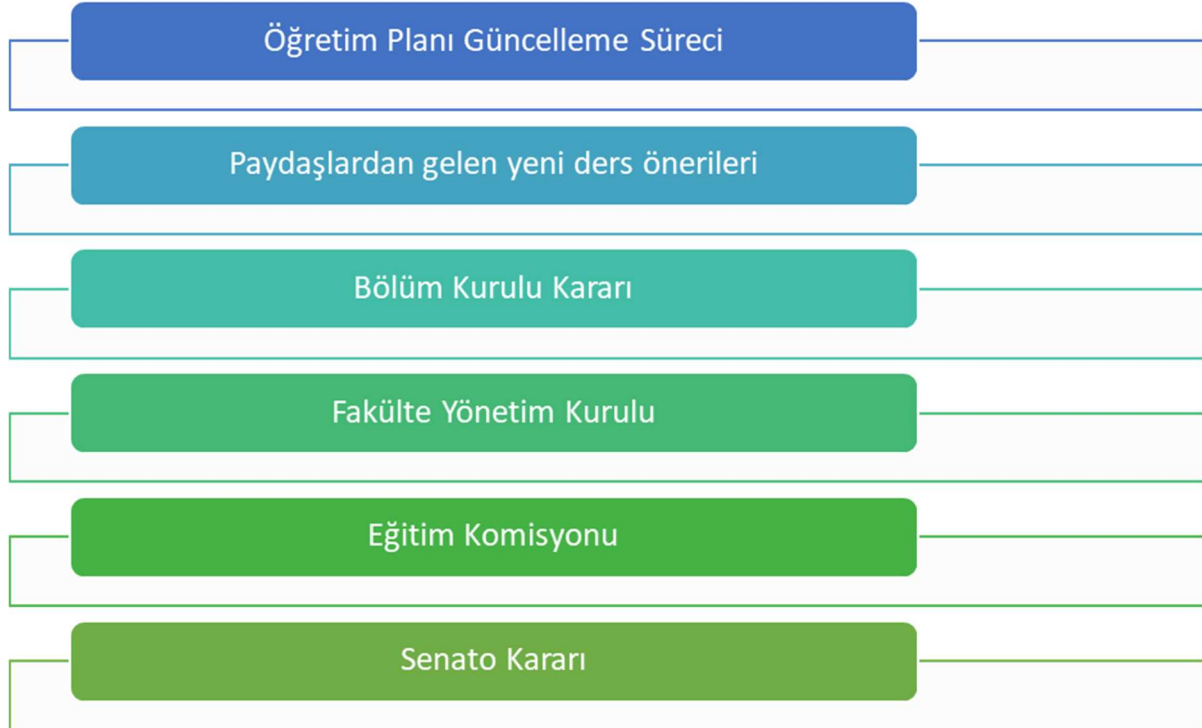 Öğretim Planı Güncelleme Süreci
Paydaşlardan gelen yeni ders önerileri
Bölüm Kurulu Kararı
Fakülte Yönetim Kurulu
Eğitim Komisyonu
Senato Kararı